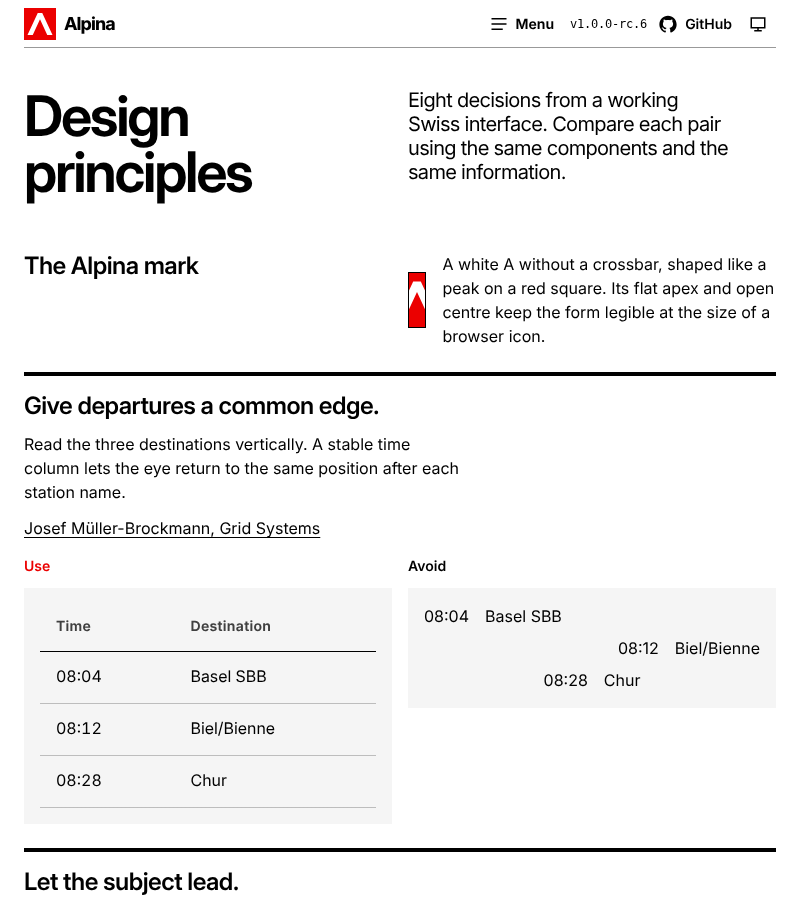 Alpina
Menu
v1.0.0-rc.6
GitHub
Design
principles
Eight decisions from a working
Swiss interface. Compare each pair
using the same components and the
same information.
The Alpina mark
A white A without a crossbar, shaped like a
peak on a red square. Its flat apex and open
centre keep the form legible at the size of a
browser icon.
Give departures a common edge.
Read the three destinations vertically. A stable time
column lets the eye return to the same position after each
station name.
Josef Müller-Brockmann, Grid Systems
Use
Time Destination
08:04 Basel SBB
08:12 Biel/Bienne
08:28 Chur
Avoid
08:04 Basel SBB
08:12 Biel/Bienne
08:28 Chur
Let the subject lead.